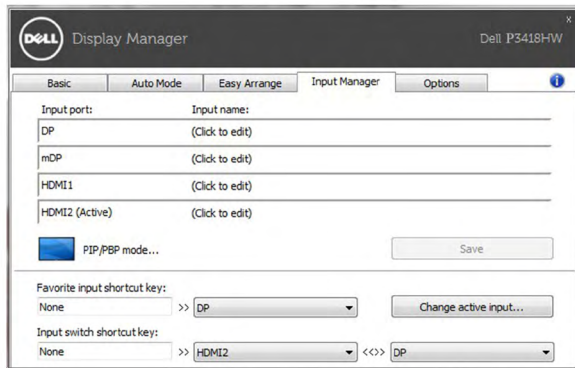 DELL Display Manager Dell P3418HW
x
Basic Auto Mode Easy Arrange Input Manager Options i
Input port: Input name:
DP (Click to edit)
mDP (Click to edit)
HDMI1 (Click to edit)
HDMI2 (Active) (Click to edit)
PIP/PBP mode... Save
Favorite input shortcut key:
None >> DP Change active input...
Input switch shortcut key:
None >> HDMI2 <<>> DP